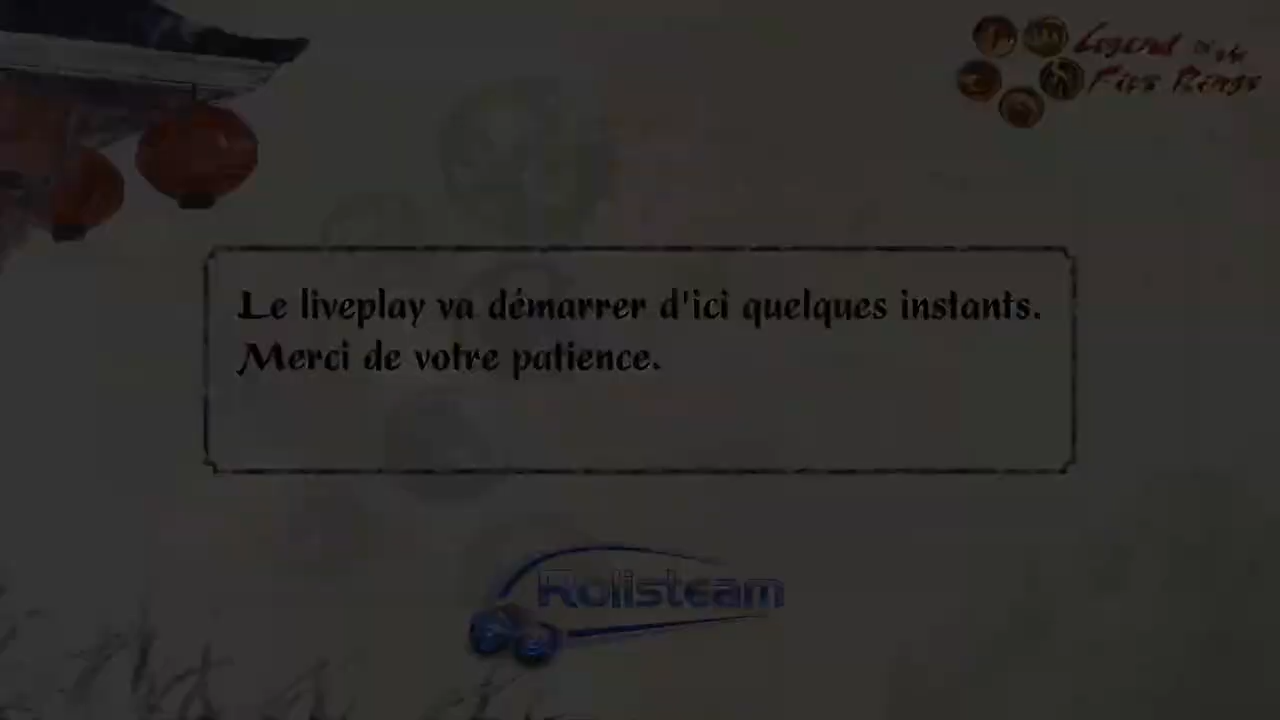 Legend of the
Five Rings
Le liveplay va démarrer d'ici quelques instants.
Merci de votre patience.
Rolisteam